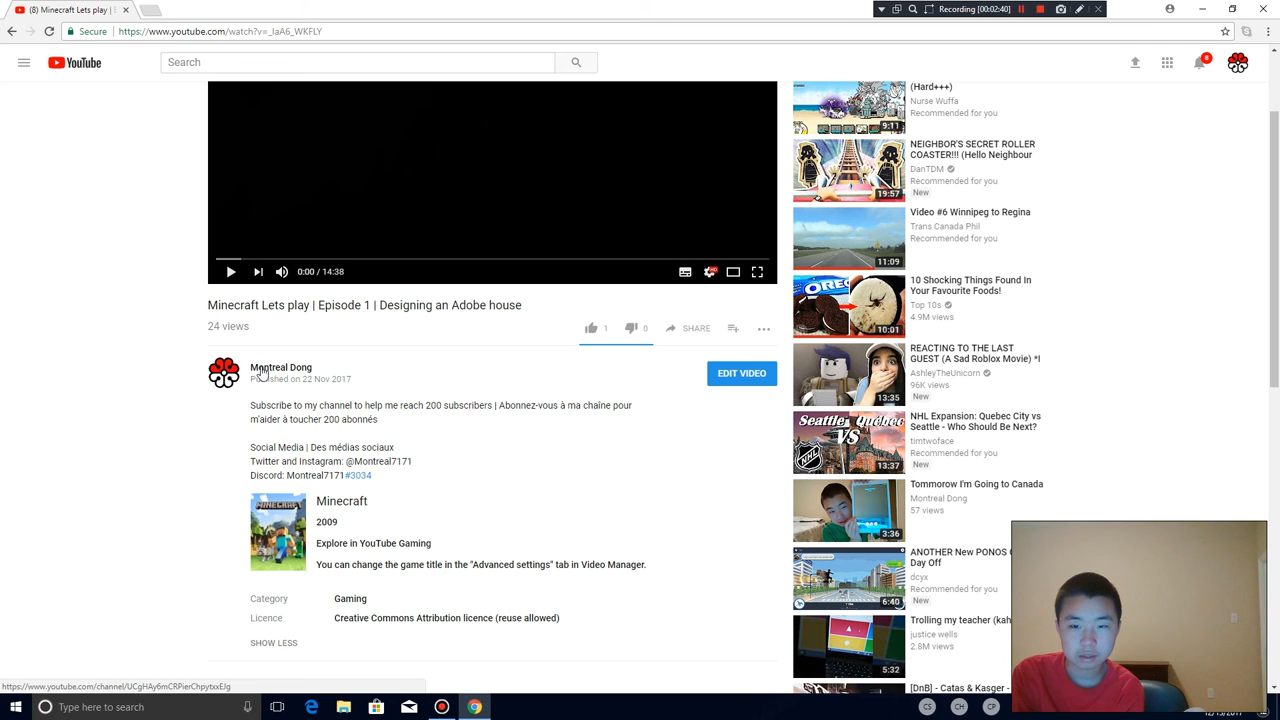 (8) Minecraft Lets play | E
Recording [00:02:40]
Secure
https://www.youtube.com/watch?v=_laA6_WKFLY
YouTube
Search
8
0:00 / 14:38
Minecraft Lets play | Episode 1 | Designing an Adobe house
24 views
1
0
SHARE
Montreal Dong
Published on 22 Nov 2017
EDIT VIDEO
Subscribe to my channel to help me reach 200 subscribers | Abonnez-vous à ma chaîne pour
m'aider à toucher 200 abonnés
Social Media | Des médias sociaux
Twitter and Instagram: @Montreal7171
Discord: Montreal7171#3034
MINECRAFT
Minecraft
2009
Explore in YouTube Gaming
You can change the game title in the "Advanced settings" tab in Video Manager.
Category Gaming
Licence Creative Commons Attribution licence (reuse allowed)
SHOW LESS
(Hard+++)
Nurse Wuffa
Recommended for you
9:11
NEIGHBOR'S SECRET ROLLER
COASTER!!! (Hello Neighbour
DanTDM
Recommended for you
New
19:57
Video #6 Winnipeg to Regina
Trans Canada Phil
Recommended for you
11:09
OREO
10 Shocking Things Found In
Your Favourite Foods!
Top 10s
4.9M views
10:01
REACTING TO THE LAST
GUEST (A Sad Roblox Movie) *I
AshleyTheUnicorn
96K views
New
13:35
Seattle Québec
VS
NHL
NHL Expansion: Quebec City vs
Seattle - Who Should Be Next?
timtwoface
Recommended for you
New
13:37
Tommorow I'm Going to Canada
Montreal Dong
57 views
3:36
ANOTHER New PONOS
Day Off
dcyx
Recommended for you
New
6:40
Trolling my teacher (kah
justice wells
2.8M views
5:32
[DnB] - Catas & Kasger -
https://www.youtube.com/channel/UCgHAy6mCRPierChpytxxEJg
Type here to search
CS
CH
CP